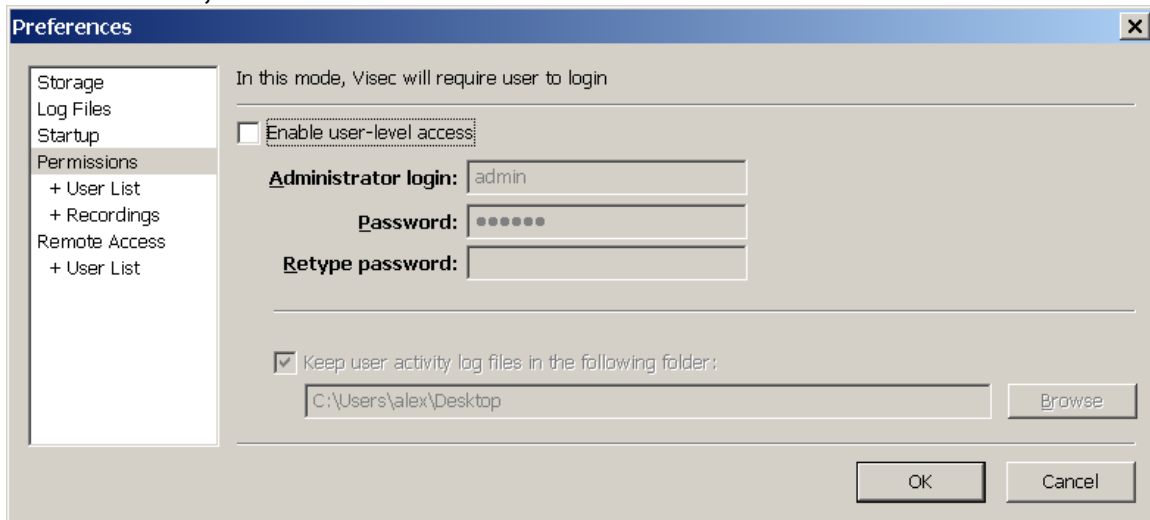 Preferences
Storage
Log Files
Startup
Permissions
+ User List
+ Recordings
Remote Access
+ User List
In this mode, Visec will require user to login
Enable user-level access
Administrator login: admin
Password: ●●●●●●
Retype password:
Keep user activity log files in the following folder:
C:\Users\alex\Desktop
Browse
OK
Cancel